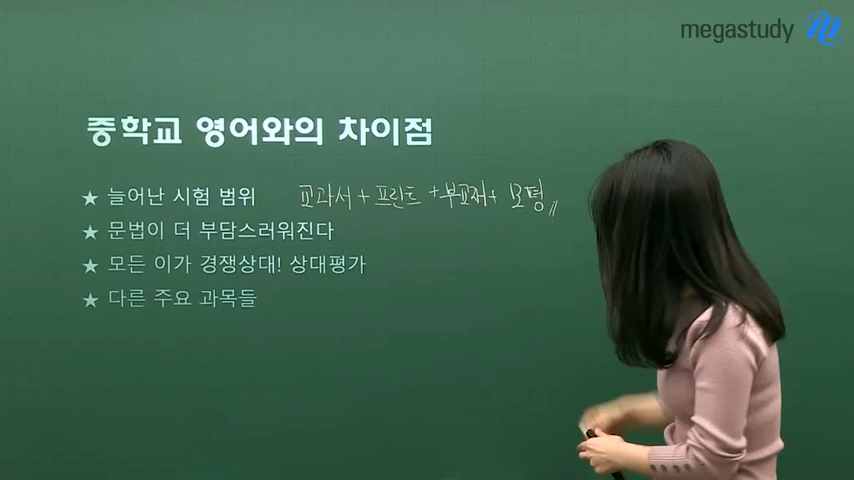 megastudy
중학교 영어와의 차이점
★ 늘어난 시험 범위 교과서 + 프린트 + 부교재 + 모평
★ 문법이 더 부담스러워진다
★ 모든 이가 경쟁상대! 상대평가
★ 다른 주요 과목들